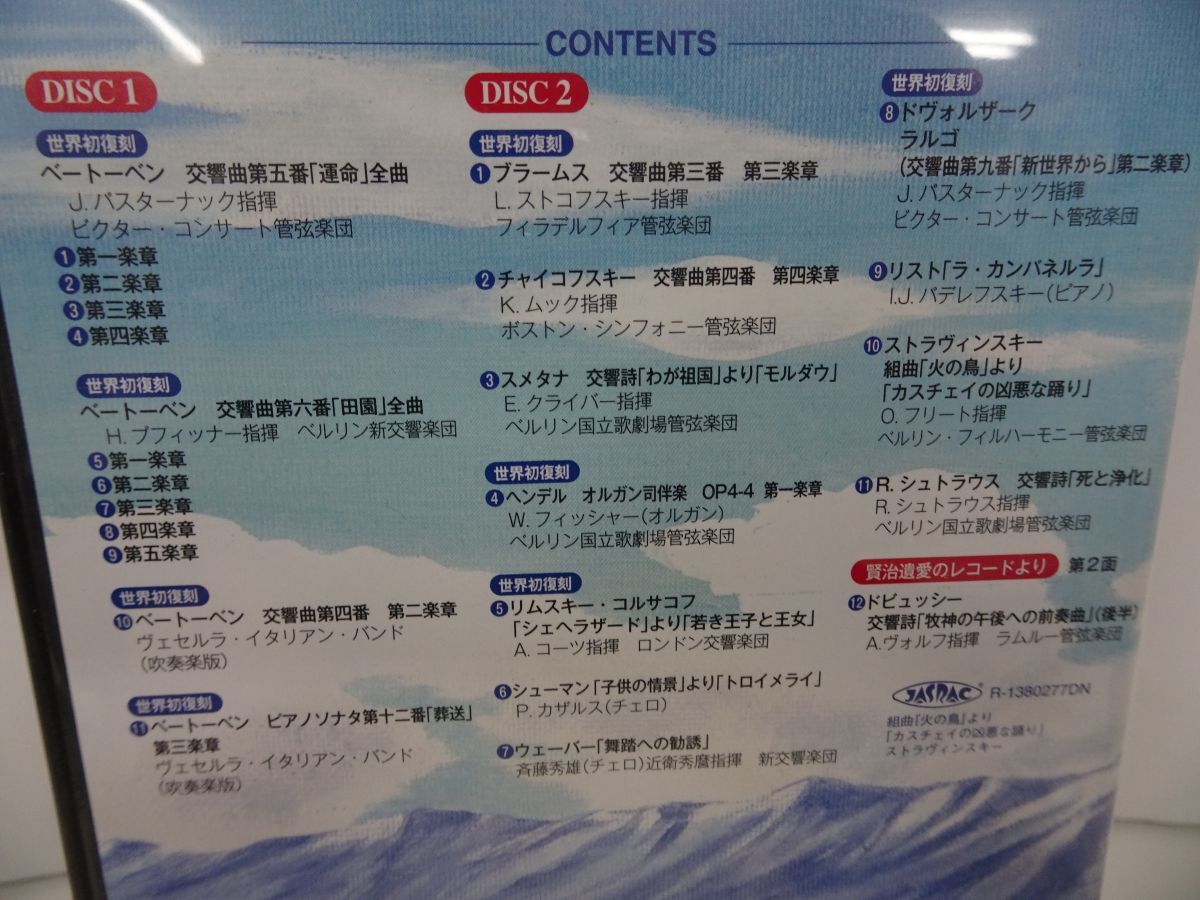 CONTENTS
DISC 1
世界初復刻
ベートーベン 交響曲第五番「運命」全曲
J. パスターナック指揮
ビクター・コンサート管弦楽団
❶第一楽章
❷第二楽章
❸第三楽章
❹第四楽章
世界初復刻
ベートーベン 交響曲第六番「田園」全曲
H. プフィッナー指揮 ベルリン新交響楽団
❺第一楽章
❻第二楽章
❼第三楽章
❽第四楽章
❾第五楽章
世界初復刻
❿ベートーベン 交響曲第四番 第二楽章
ヴェセルラ・イタリアン・バンド
(吹奏楽版)
世界初復刻
⓫ベートーベン ピアノソナタ第十二番「葬送」
第三楽章
ヴェセルラ・イタリアン・バンド
(吹奏楽版)
DISC 2
世界初復刻
❶ブラームス 交響曲第三番 第三楽章
L. ストコフスキー指揮
フィラデルフィア管弦楽団
❷チャイコフスキー 交響曲第四番 第四楽章
K. ムック指揮
ボストン・シンフォニー管弦楽団
❸スメタナ 交響詩「わが祖国」より「モルダウ」
E. クライバー指揮
ベルリン国立歌劇場管弦楽団
世界初復刻
❹ヘンデル オルガン司伴楽 OP4-4 第一楽章
W. フィッシャー(オルガン)
ベルリン国立歌劇場管弦楽団
世界初復刻
❺リムスキー・コルサコフ
「シェヘラザード」より「若き王子と王女」
A. コーツ指揮 ロンドン交響楽団
❻シューマン「子供の情景」より「トロイメライ」
P. カザルス(チェロ)
❼ウェーバー「舞踏への勧誘」
斉藤秀雄(チェロ)近衛秀麿指揮 新交響楽団
世界初復刻
❽ドヴォルザーク
ラルゴ
(交響曲第九番「新世界から」第二楽章)
J. パスターナック指揮
ビクター・コンサート管弦楽団
❾リスト「ラ・カンパネルラ」
I.J. パデレフスキー(ピアノ)
❿ストラヴィンスキー
組曲「火の鳥」より
「カスチェイの凶悪な踊り」
O. フリート指揮
ベルリン・フィルハーモニー管弦楽団
⓫R. シュトラウス 交響詩「死と浄化」
R. シュトラウス指揮
ベルリン国立歌劇場管弦楽団
賢治遺愛のレコードより 第2面
⓬ドビュッシー
交響詩「牧神の午後への前奏曲」(後半)
A.ヴォルフ指揮 ラムルー管弦楽団
JASRAC R-1380277DN
組曲「火の鳥」より
「カスチェイの凶悪な踊り」
ストラヴィンスキー